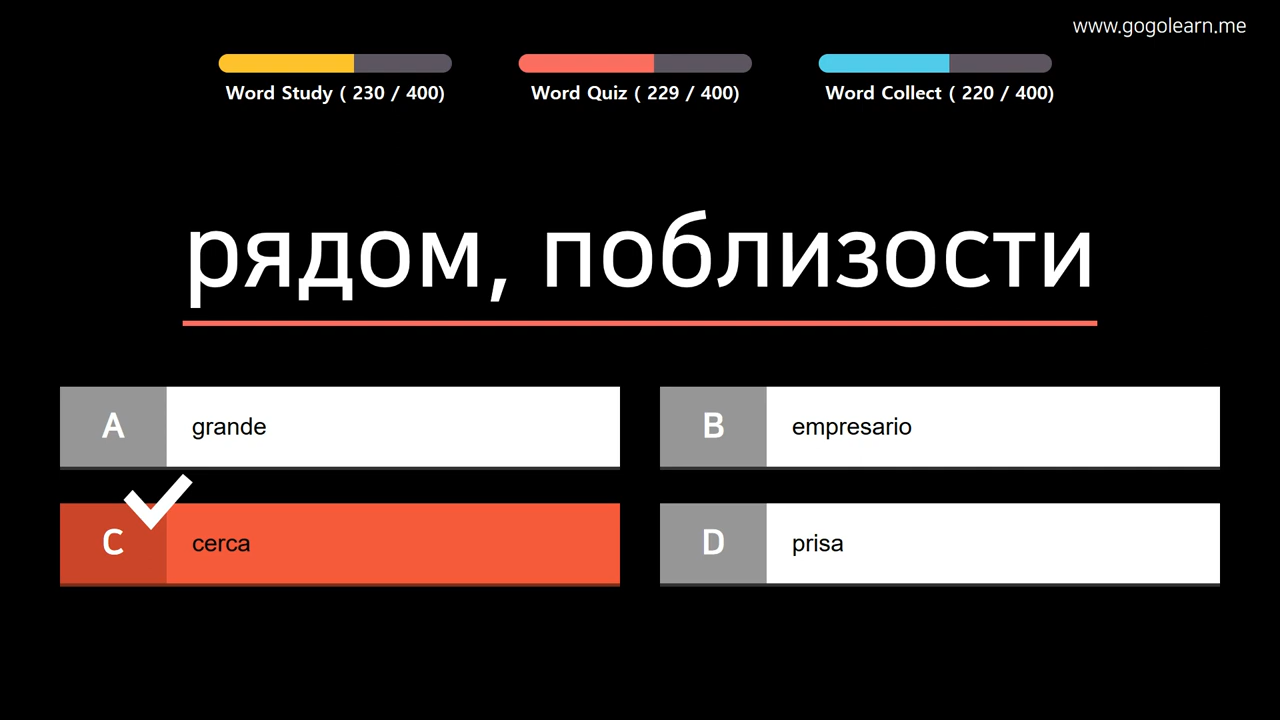 www.gogolearn.me
Word Study ( 230 / 400)
Word Quiz ( 229 / 400)
Word Collect ( 220 / 400)
рядом, поблизости
A grande
B empresario
C cerca
D prisa